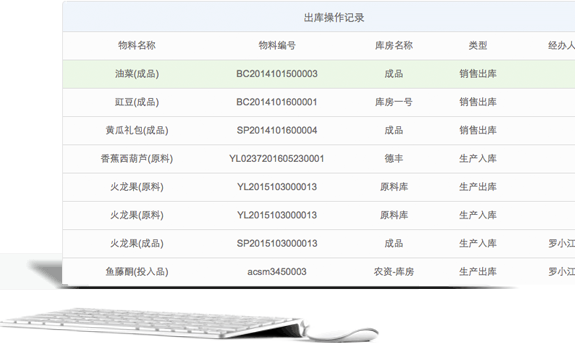 出库操作记录
物料名称 物料编号 库房名称 类型 经办人
油菜(成品) BC2014101500003 成品 销售出库
豇豆(成品) BC2014101600001 库房一号 销售出库
黄瓜礼包(成品) SP2014101600004 成品 销售出库
香蕉西葫芦(原料) YL0237201605230001 德丰 生产入库
火龙果(原料) YL2015103000013 原料库 生产出库
火龙果(原料) YL2015103000013 原料库 生产入库
火龙果(成品) SP2015103000013 成品 生产入库 罗小江
鱼藤酮(投入品) acsm3450003 农资-库房 生产出库 罗小江